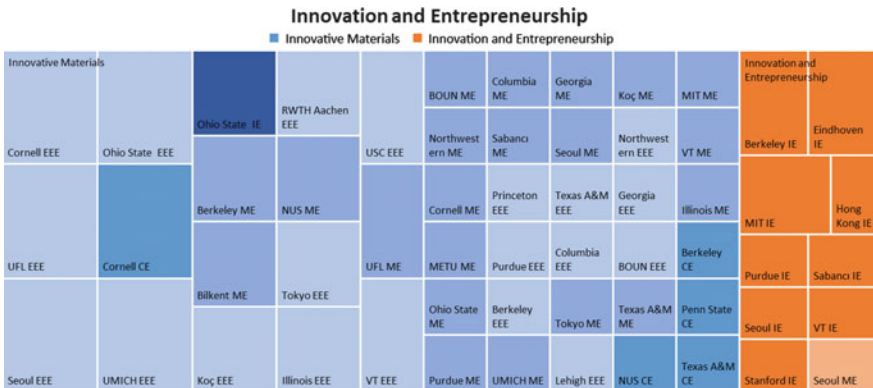 Innovation and Entrepreneurship
Innovative Materials
Innovation and Entrepreneurship
Innovative Materials
Cornell EEE
Ohio State EEE
UFL EEE
Cornell CE
Seoul EEE
UMICH EEE
Ohio State IE
RWTH Aachen
EEE
Berkeley ME
NUS ME
Bilkent ME
Tokyo EEE
Koç EEE
Illinois EEE
USC EEE
UFL ME
VT EEE
BOUN ME
Columbia
ME
Georgia
ME
Koç ME
MIT ME
Northwest
ern ME
Sabancı
ME
Seoul ME
Northwest
ern EEE
VT ME
Cornell ME
Princeton
EEE
Texas A&M
EEE
Georgia
EEE
Illinois ME
METU ME
Purdue EEE
Columbia
EEE
BOUN EEE
Berkeley
CE
Ohio State
ME
Berkeley
EEE
Tokyo ME
Texas A&M
ME
Penn State
CE
Purdue ME
UMICH ME
Lehigh EEE
NUS CE
Texas A&M
CE
Innovation and
Entrepreneurship
Berkeley IE
Eindhoven
IE
MIT IE
Hong
Kong IE
Purdue IE
Sabancı IE
Seoul IE
VT IE
Stanford IE
Seoul ME